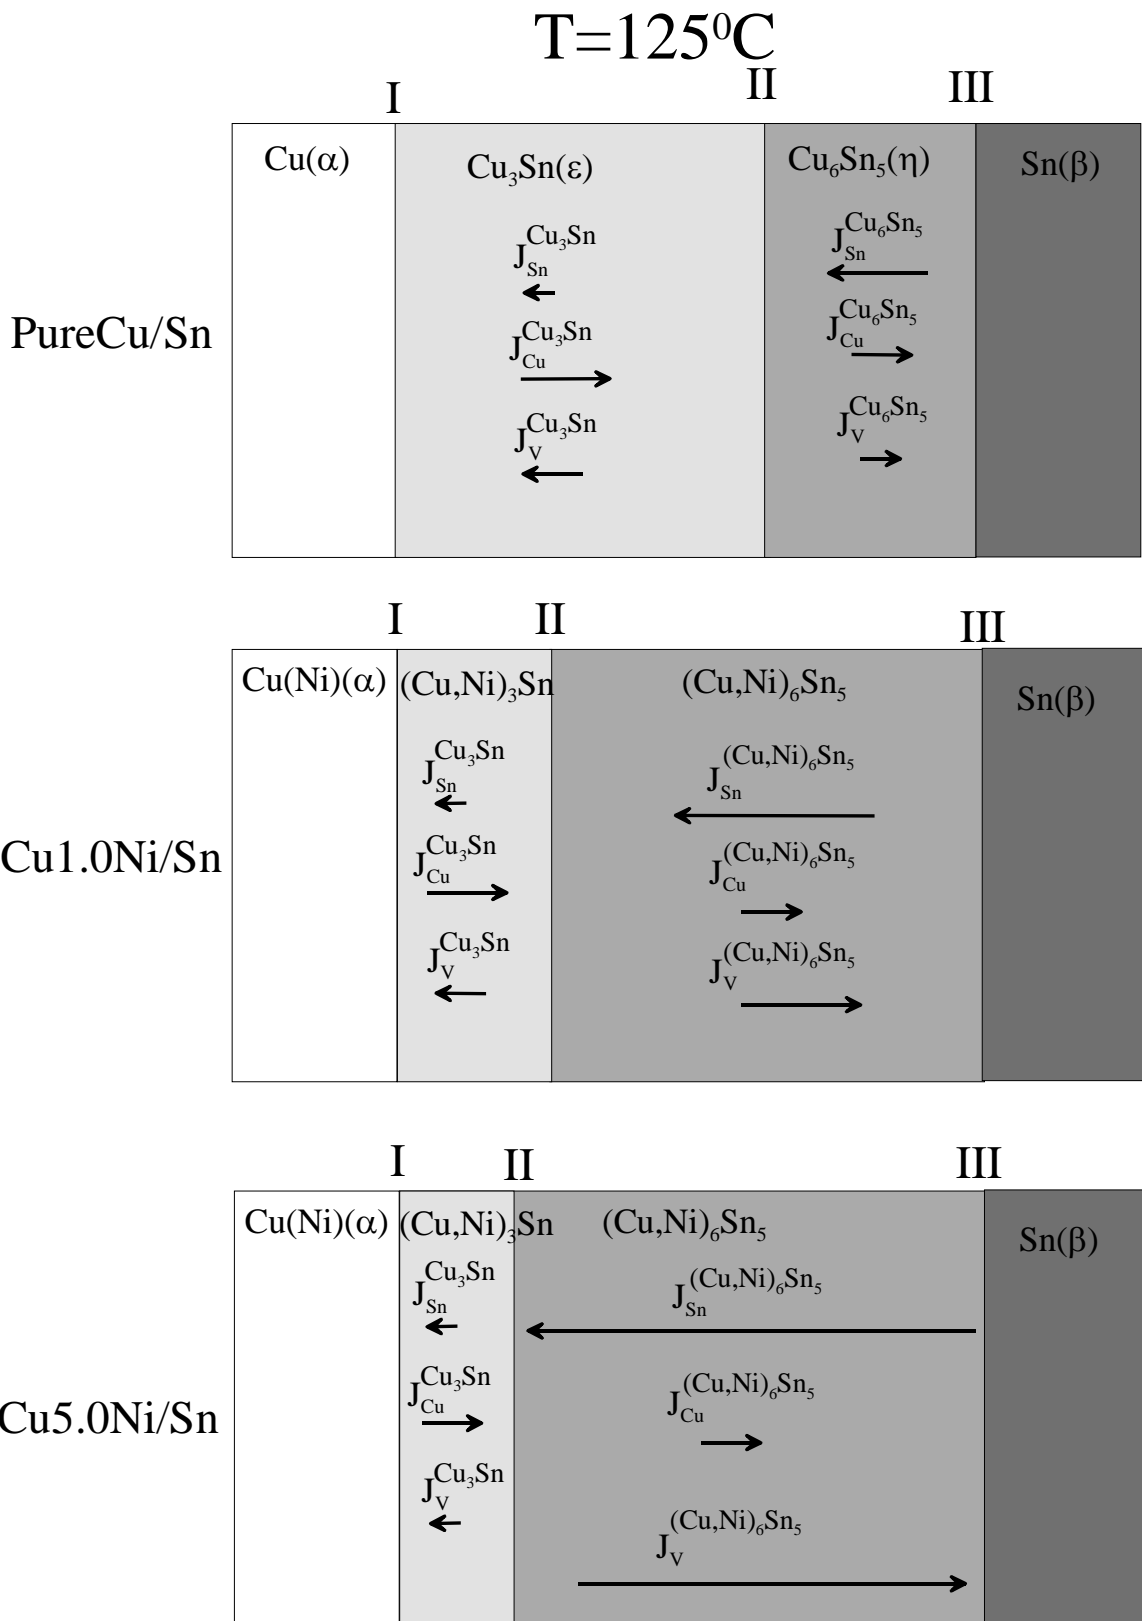 T=125⁰C
I II III
Cu(α) Cu₃Sn(ε) Cu₆Sn₅(η) Sn(β)
PureCu/Sn
J_Sn^Cu₃Sn J_Sn^Cu₆Sn₅
J_Cu^Cu₃Sn J_Cu^Cu₆Sn₅
J_V^Cu₃Sn J_V^Cu₆Sn₅
I II III
Cu(Ni)(α) (Cu,Ni)₃Sn (Cu,Ni)₆Sn₅ Sn(β)
Cu1.0Ni/Sn
J_Sn^Cu₃Sn J_Sn^(Cu,Ni)₆Sn₅
J_Cu^Cu₃Sn J_Cu^(Cu,Ni)₆Sn₅
J_V^Cu₃Sn J_V^(Cu,Ni)₆Sn₅
I II III
Cu(Ni)(α) (Cu,Ni)₃Sn (Cu,Ni)₆Sn₅ Sn(β)
Cu5.0Ni/Sn
J_Sn^Cu₃Sn J_Sn^(Cu,Ni)₆Sn₅
J_Cu^Cu₃Sn J_Cu^(Cu,Ni)₆Sn₅
J_V^Cu₃Sn J_V^(Cu,Ni)₆Sn₅